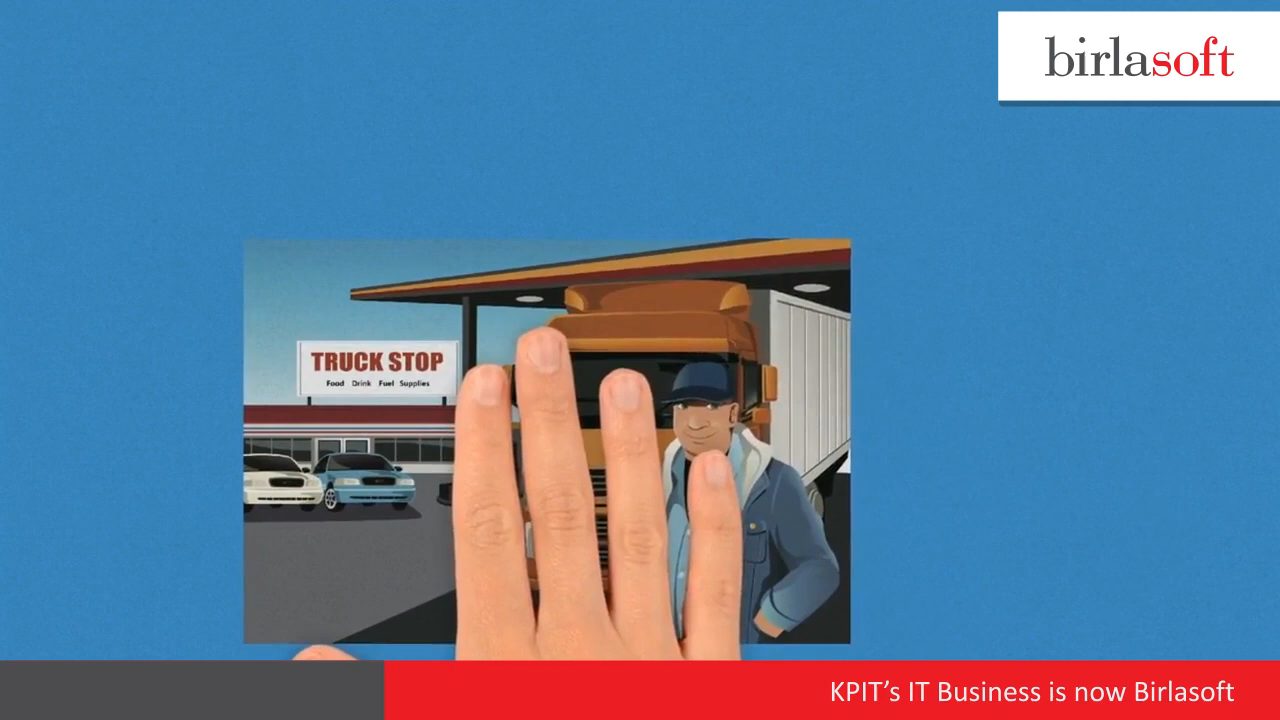 birlasoft
TRUCK STOP
Food Drink Fuel Supplies
KPIT’s IT Business is now Birlasoft